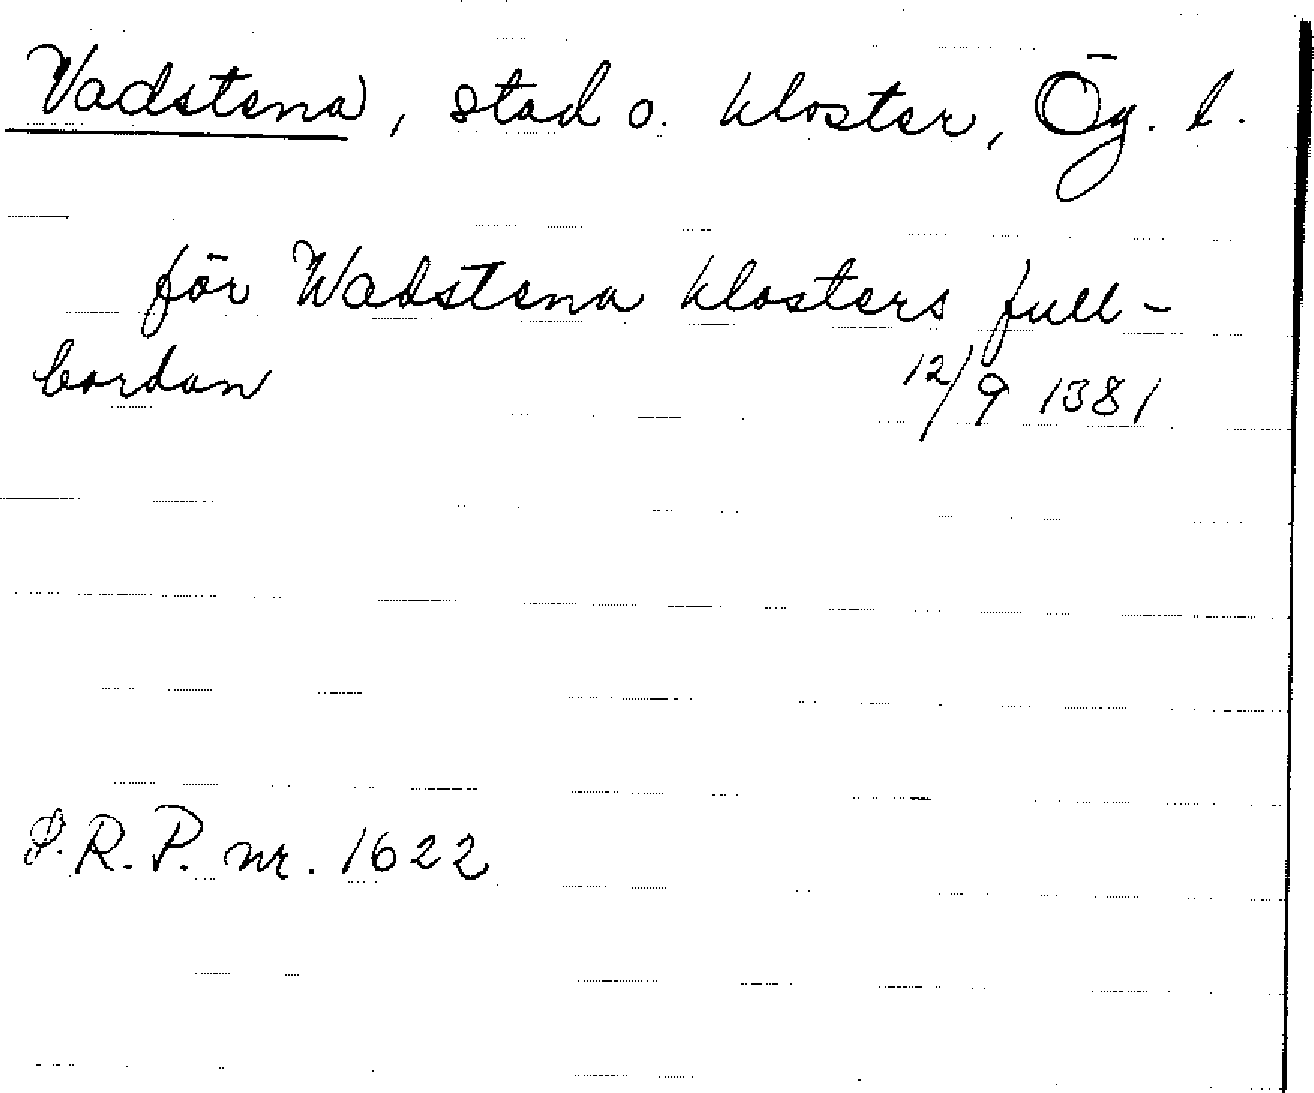 Vadstena, stad o. kloster, Ög. l.
för Wadstena klosters full-
bordan 12/9 1381
S.R.P. nr. 1622